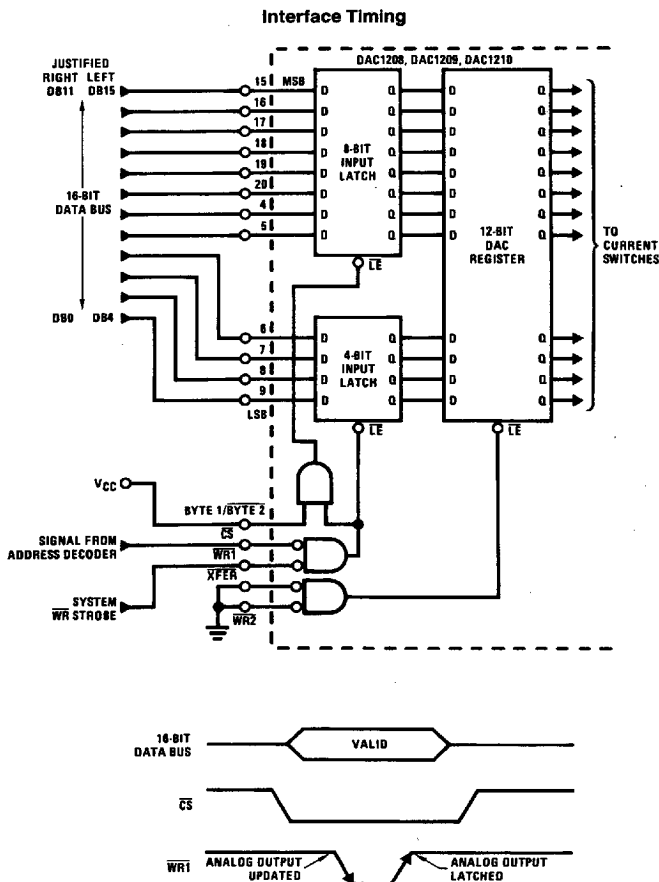 Interface Timing
DAC1208, DAC1209, DAC1210
JUSTIFIED
RIGHT LEFT
DB11 DB15
15 MSB D Q D Q
16
17
18
19
20
4
5
8-BIT
INPUT
LATCH
16-BIT
DATA BUS
12-BIT
DAC
REGISTER
TO
CURRENT
SWITCHES
LE
DB0 DB4
6
7
8
9
LSB
4-BIT
INPUT
LATCH
LE
LE
VCC
BYTE 1/BYTE 2
CS
SIGNAL FROM
ADDRESS DECODER
WR1
XFER
SYSTEM
WR STROBE
WR2
16-BIT
DATA BUS
VALID
CS
WR1
ANALOG OUTPUT
UPDATED
ANALOG OUTPUT
LATCHED